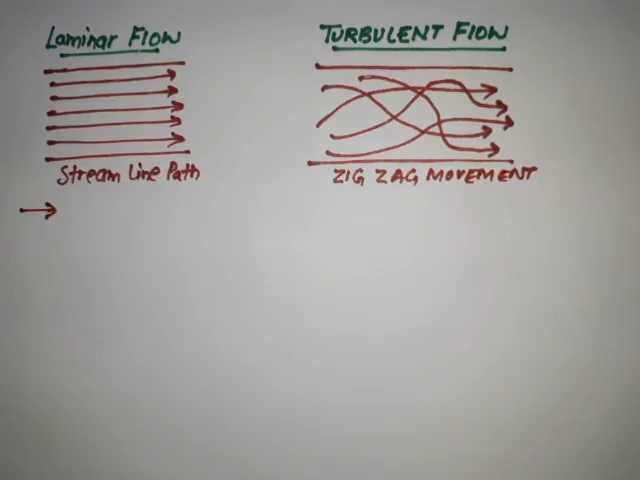 Laminar Flow
TURBULENT FLOW
Stream Line Path
ZIG ZAG MOVEMENT